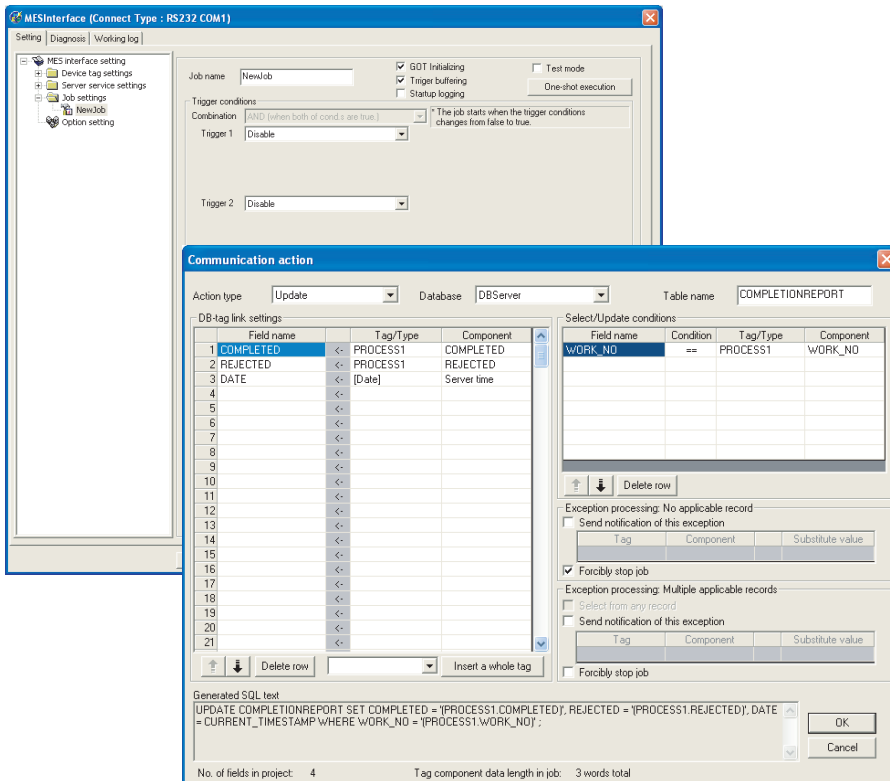 MESInterface (Connect Type : RS232 COM1)
Setting Diagnosis Working log
MES interface setting
Device tag settings
Server service settings
Job settings
NewJob
Option setting
Job name NewJob
GOT Initializing
Triger buffering
Startup logging
Test mode
One-shot execution
Trigger conditions
Combination AND (when both of cond.s are true.)
* The job starts when the trigger conditions
changes from false to true.
Trigger 1 Disable
Trigger 2 Disable
Communication action
Action type Update Database DBServer Table name COMPLETIONREPORT
DB-tag link settings
Field name Tag/Type Component
1 COMPLETED <- PROCESS1 COMPLETED
2 REJECTED <- PROCESS1 REJECTED
3 DATE <- [Date] Server time
4 <-
5 <-
6 <-
7 <-
8 <-
9 <-
10 <-
11 <-
12 <-
13 <-
14 <-
15 <-
16 <-
17 <-
18 <-
19 <-
20 <-
21 <-
Delete row Insert a whole tag
Select/Update conditions
Field name Condition Tag/Type Component
WORK_NO == PROCESS1 WORK_NO
Delete row
Exception processing: No applicable record
Send notification of this exception
Tag Component Substitute value
Forcibly stop job
Exception processing: Multiple applicable records
Select from any record
Send notification of this exception
Tag Component Substitute value
Forcibly stop job
Generated SQL text
UPDATE COMPLETIONREPORT SET COMPLETED = '(PROCESS1.COMPLETED)', REJECTED = '(PROCESS1.REJECTED)', DATE
= CURRENT_TIMESTAMP WHERE WORK_NO = '(PROCESS1.WORK_NO)' ;
OK
Cancel
No. of fields in project: 4 Tag component data length in job: 3 words total